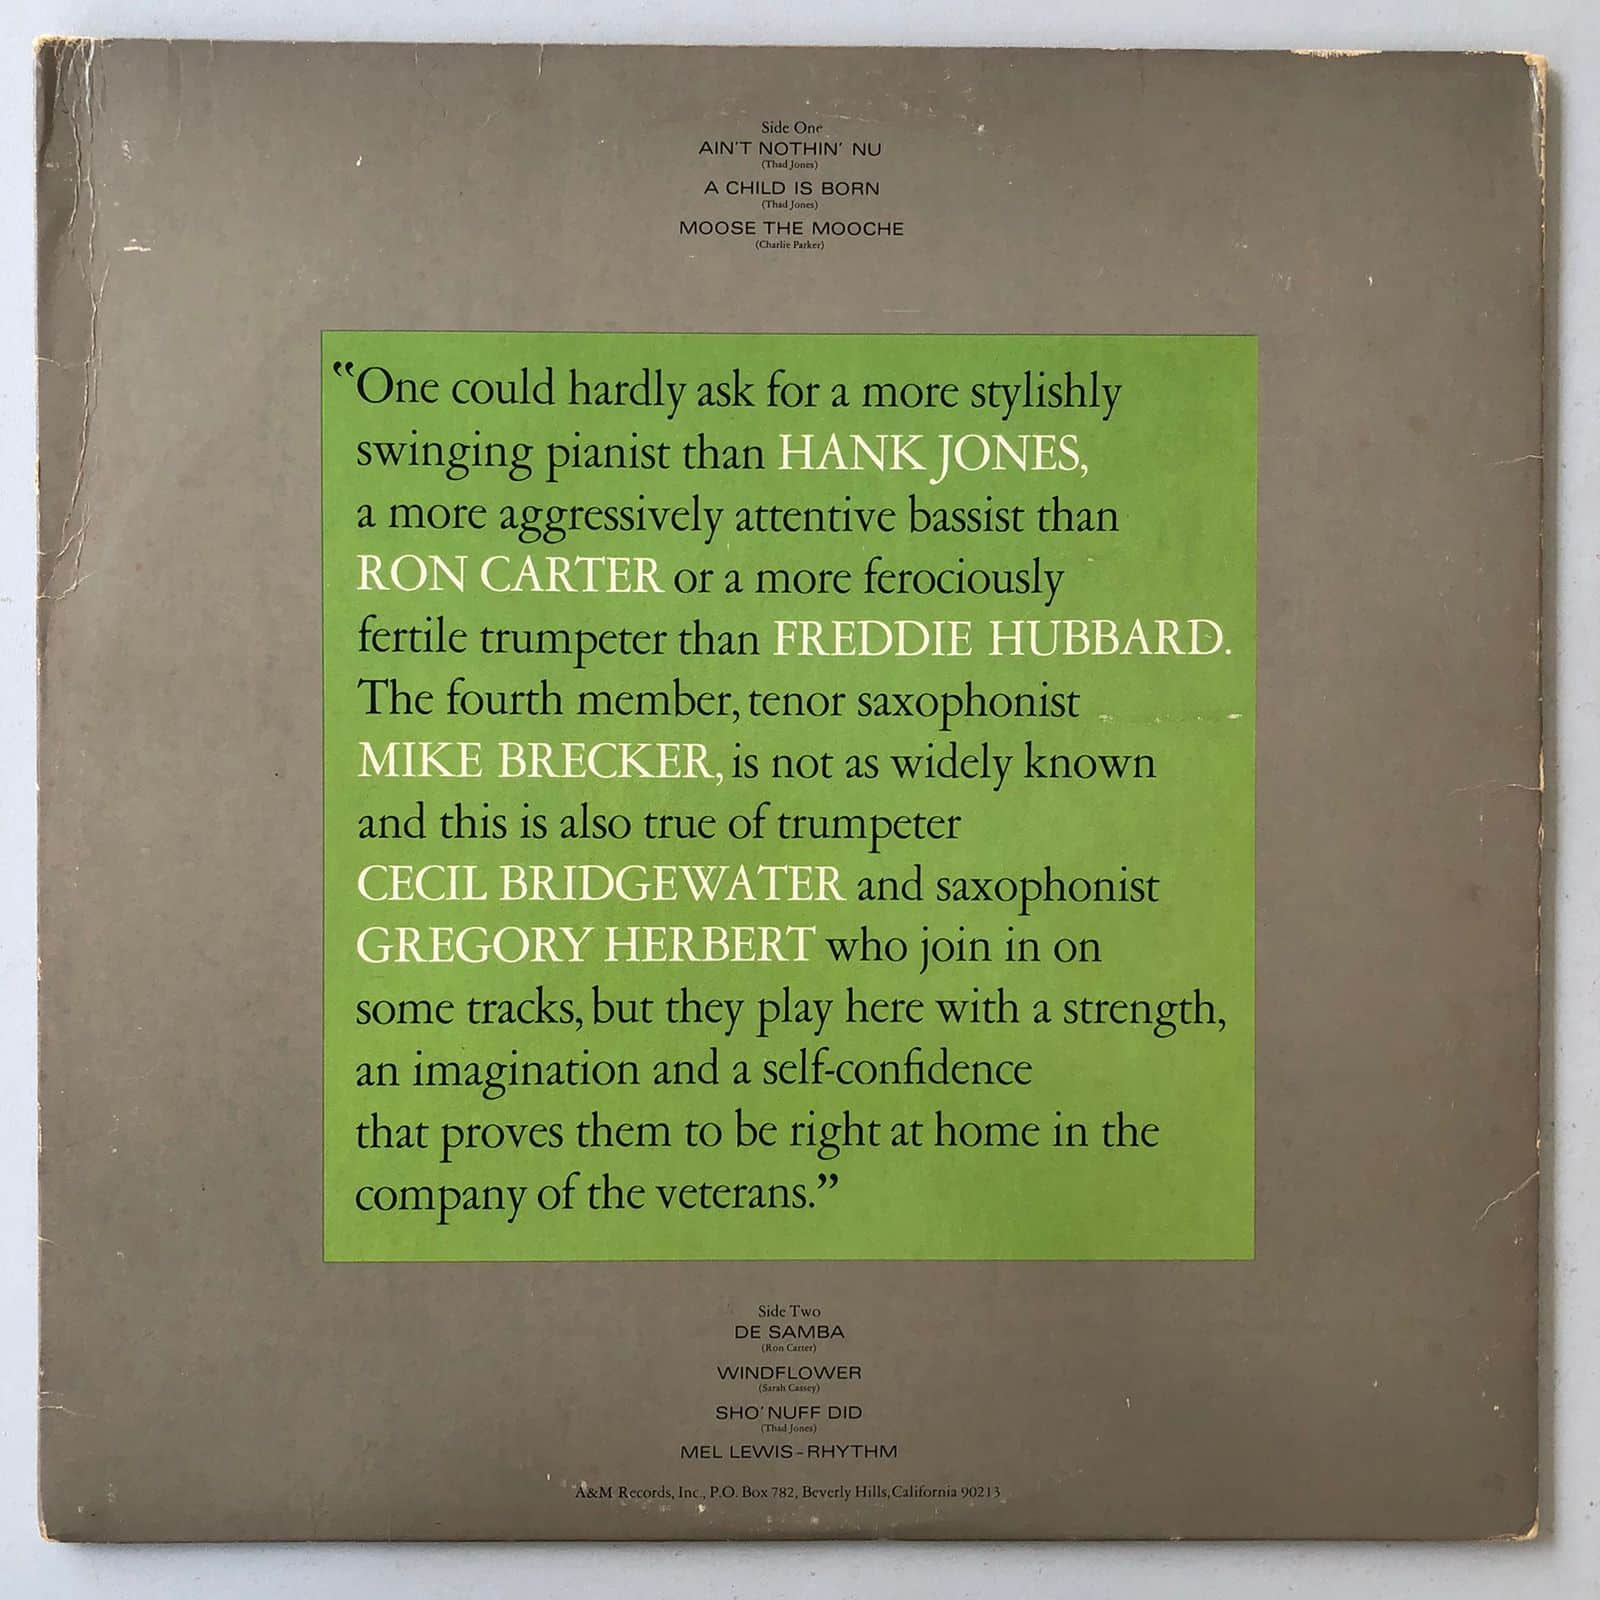 Side One
AIN'T NOTHIN' NU
(Thad Jones)
A CHILD IS BORN
(Thad Jones)
MOOSE THE MOOCHE
(Charlie Parker)
“One could hardly ask for a more stylishly
swinging pianist than HANK JONES,
a more aggressively attentive bassist than
RON CARTER or a more ferociously
fertile trumpeter than FREDDIE HUBBARD.
The fourth member, tenor saxophonist
MIKE BRECKER, is not as widely known
and this is also true of trumpeter
CECIL BRIDGEWATER and saxophonist
GREGORY HERBERT who join in on
some tracks, but they play here with a strength,
an imagination and a self-confidence
that proves them to be right at home in the
company of the veterans.”
Side Two
DE SAMBA
(Ron Carter)
WINDFLOWER
(Sarah Cassey)
SHO' NUFF DID
(Thad Jones)
MEL LEWIS-RHYTHM
A&M Records, Inc., P.O. Box 782, Beverly Hills, California 90213